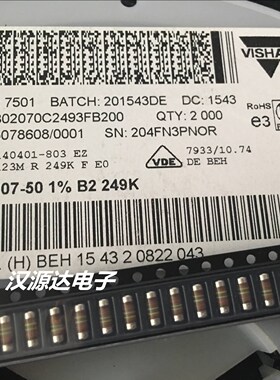 VISHA
7501 BATCH: 201543DE DC: 1543
B02070C2493FB200 QTY: 2 000
078608/0001 SN: 204FN3PNOR
RoHS
e3
40401-803 EZ
23M R 249K F E0
VDE
7933/10.74
DE BEH
07-50 1% B2 249K
(H) BEH 15 43 2 0822 043
汉源达电子